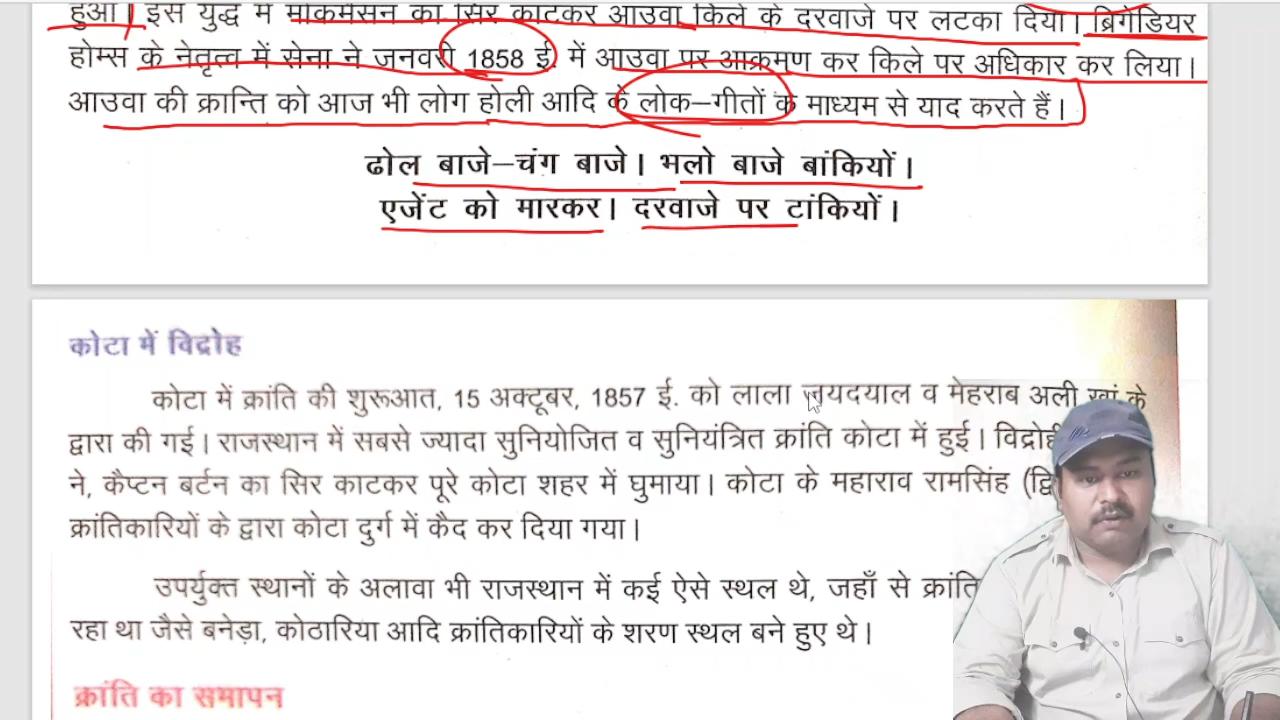 हुआ। इस युद्ध में मोकमेसन का सिर काटकर आउवा किले के दरवाजे पर लटका दिया। ब्रिगेडियर
होम्स के नेतृत्व में सेना ने जनवरी 1858 ई. में आउवा पर आक्रमण कर किले पर अधिकार कर लिया।
आउवा की क्रान्ति को आज भी लोग होली आदि के लोक–गीतों के माध्यम से याद करते हैं।
ढोल बाजे–चंग बाजे। भलो बाजे बांकियों।
एजेंट को मारकर। दरवाजे पर टांकियों।
कोटा में विद्रोह
कोटा में क्रांति की शुरूआत, 15 अक्टूबर, 1857 ई. को लाला जयदयाल व मेहराब अली खां के
द्वारा की गई। राजस्थान में सबसे ज्यादा सुनियोजित व सुनियंत्रित क्रांति कोटा में हुई।
ने, कैप्टन बर्टन का सिर काटकर पूरे कोटा शहर में घुमाया। कोटा के महाराव रामसिंह
क्रांतिकारियों के द्वारा कोटा दुर्ग में कैद कर दिया गया।
उपर्युक्त स्थानों के अलावा भी राजस्थान में कई ऐसे स्थल थे, जहाँ से
रहा था जैसे बनेड़ा, कोठारिया आदि क्रांतिकारियों के शरण स्थल बने हुए थे।
क्रांति का समापन